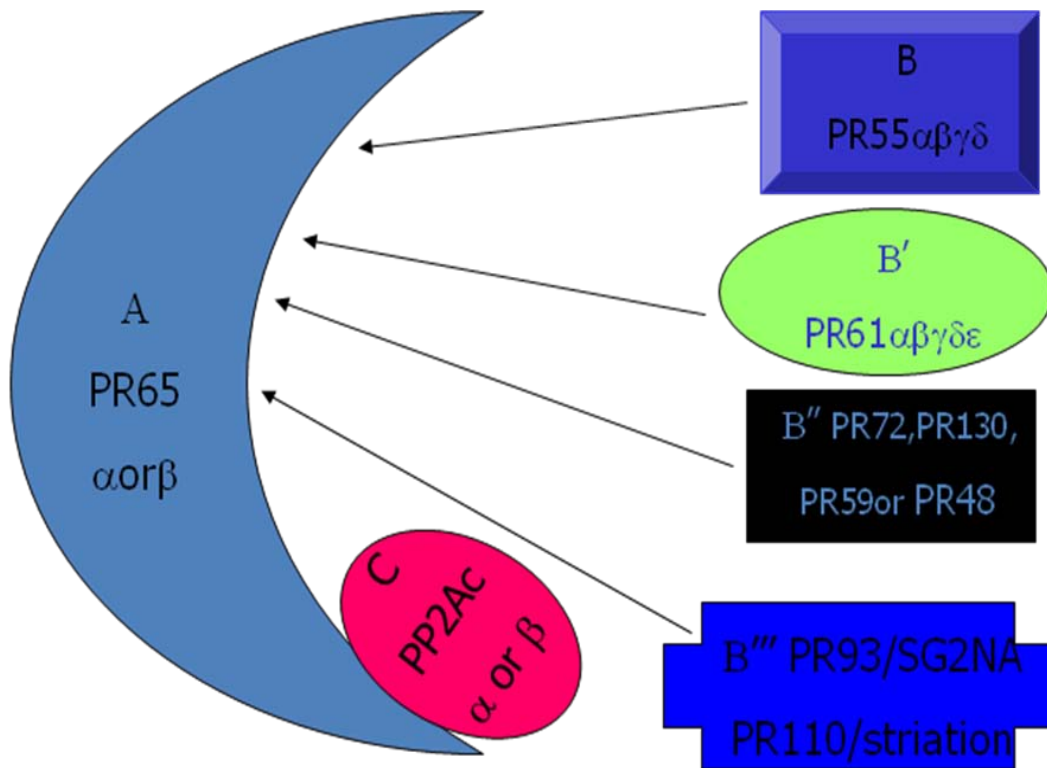 A
PR65
αorβ
C
PP2Ac
α or β
B
PR55αβγδ
B′
PR61αβγδε
B″ PR72,PR130,
PR59or PR48
B‴ PR93/SG2NA
PR110/striation